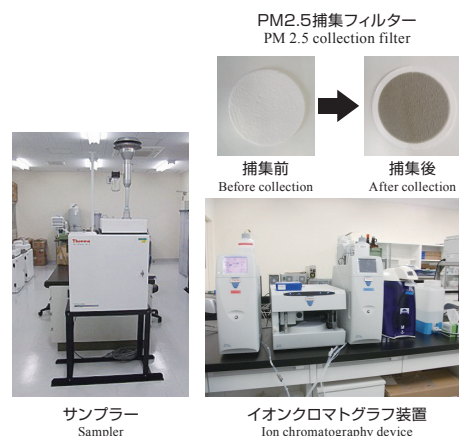 PM2.5捕集フィルター
PM 2.5 collection filter
捕集前
Before collection
捕集後
After collection
Thermo
サンプラー
Sampler
イオンクロマトグラフ装置
Ion chromatography device